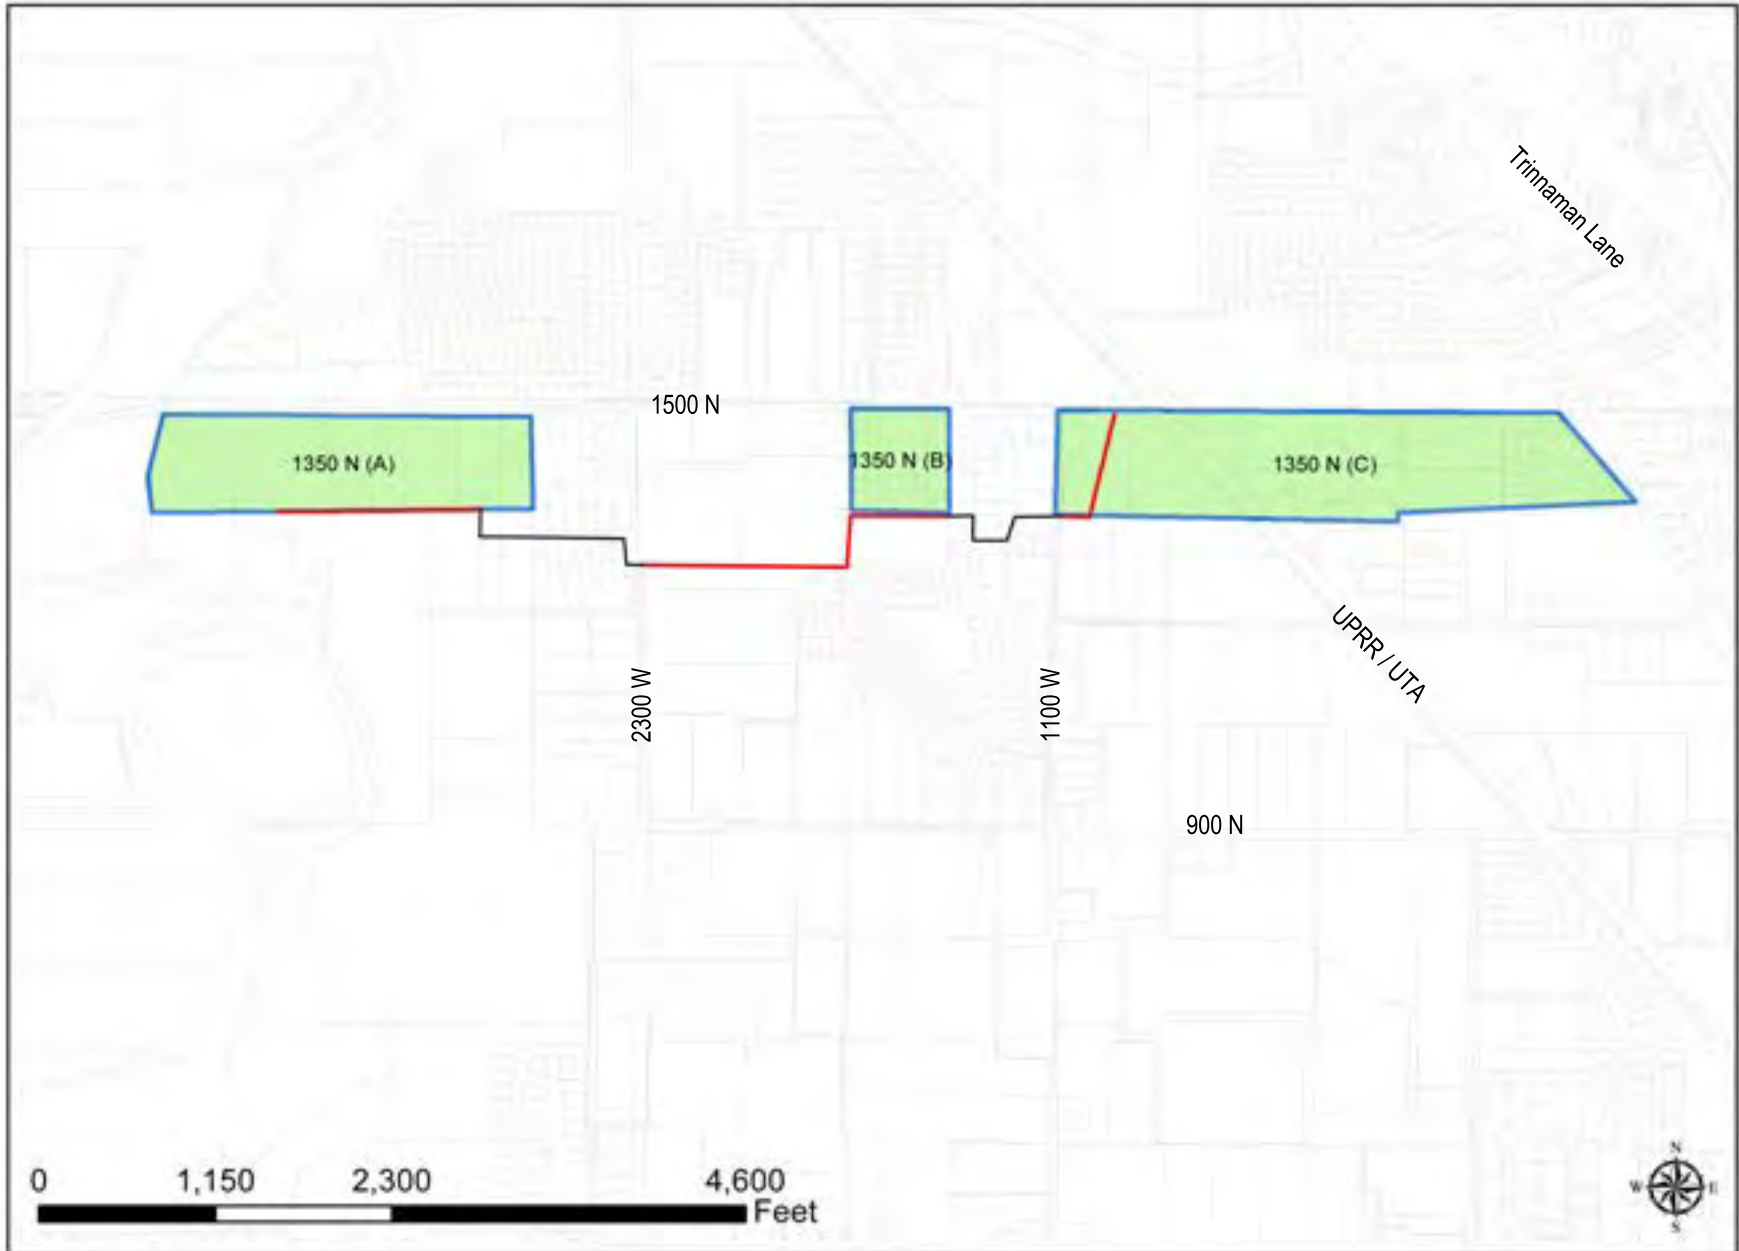 Trinnaman Lane
1500 N
1350 N (A)
1350 N (B)
1350 N (C)
UPRR / UTA
2300 W
1100 W
900 N
0 1,150 2,300 4,600
Feet
N
W E
S